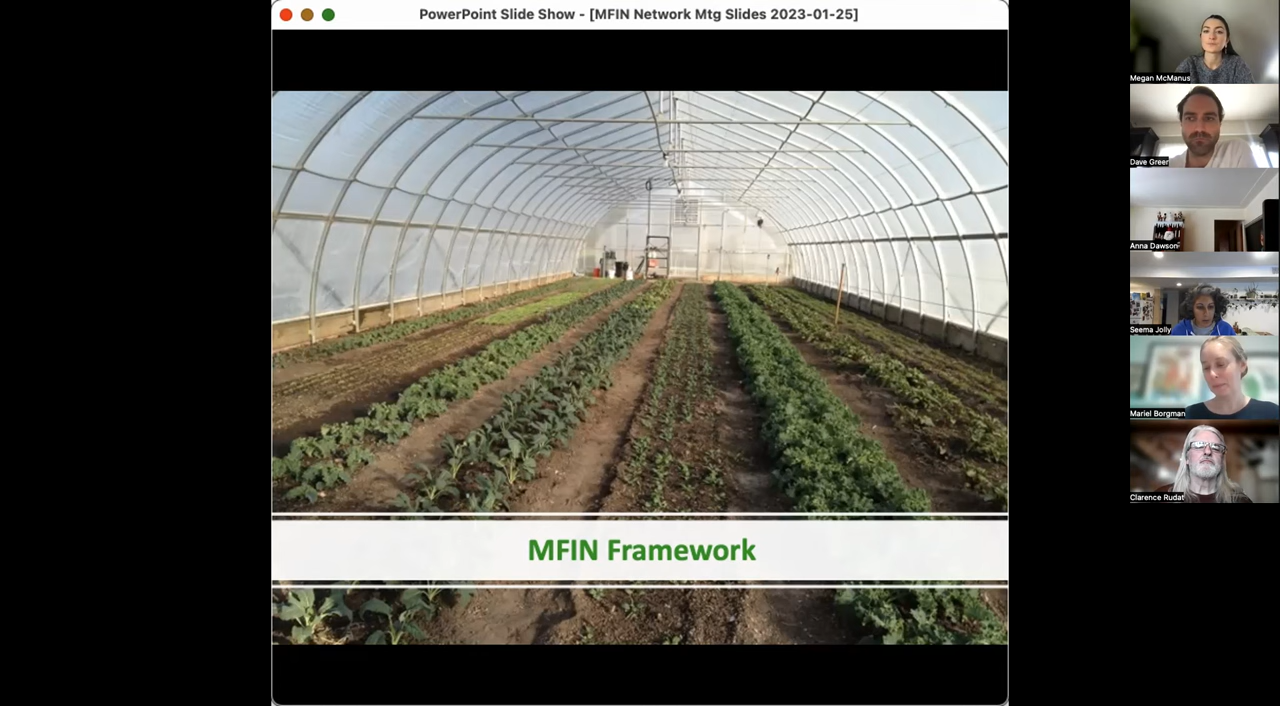 PowerPoint Slide Show - [MFIN Network Mtg Slides 2023-01-25]
MFIN Framework
Megan McManus
Dave Greer
Anna Dawson
Seema Jolly
Mariel Borgman
Clarence Rudat